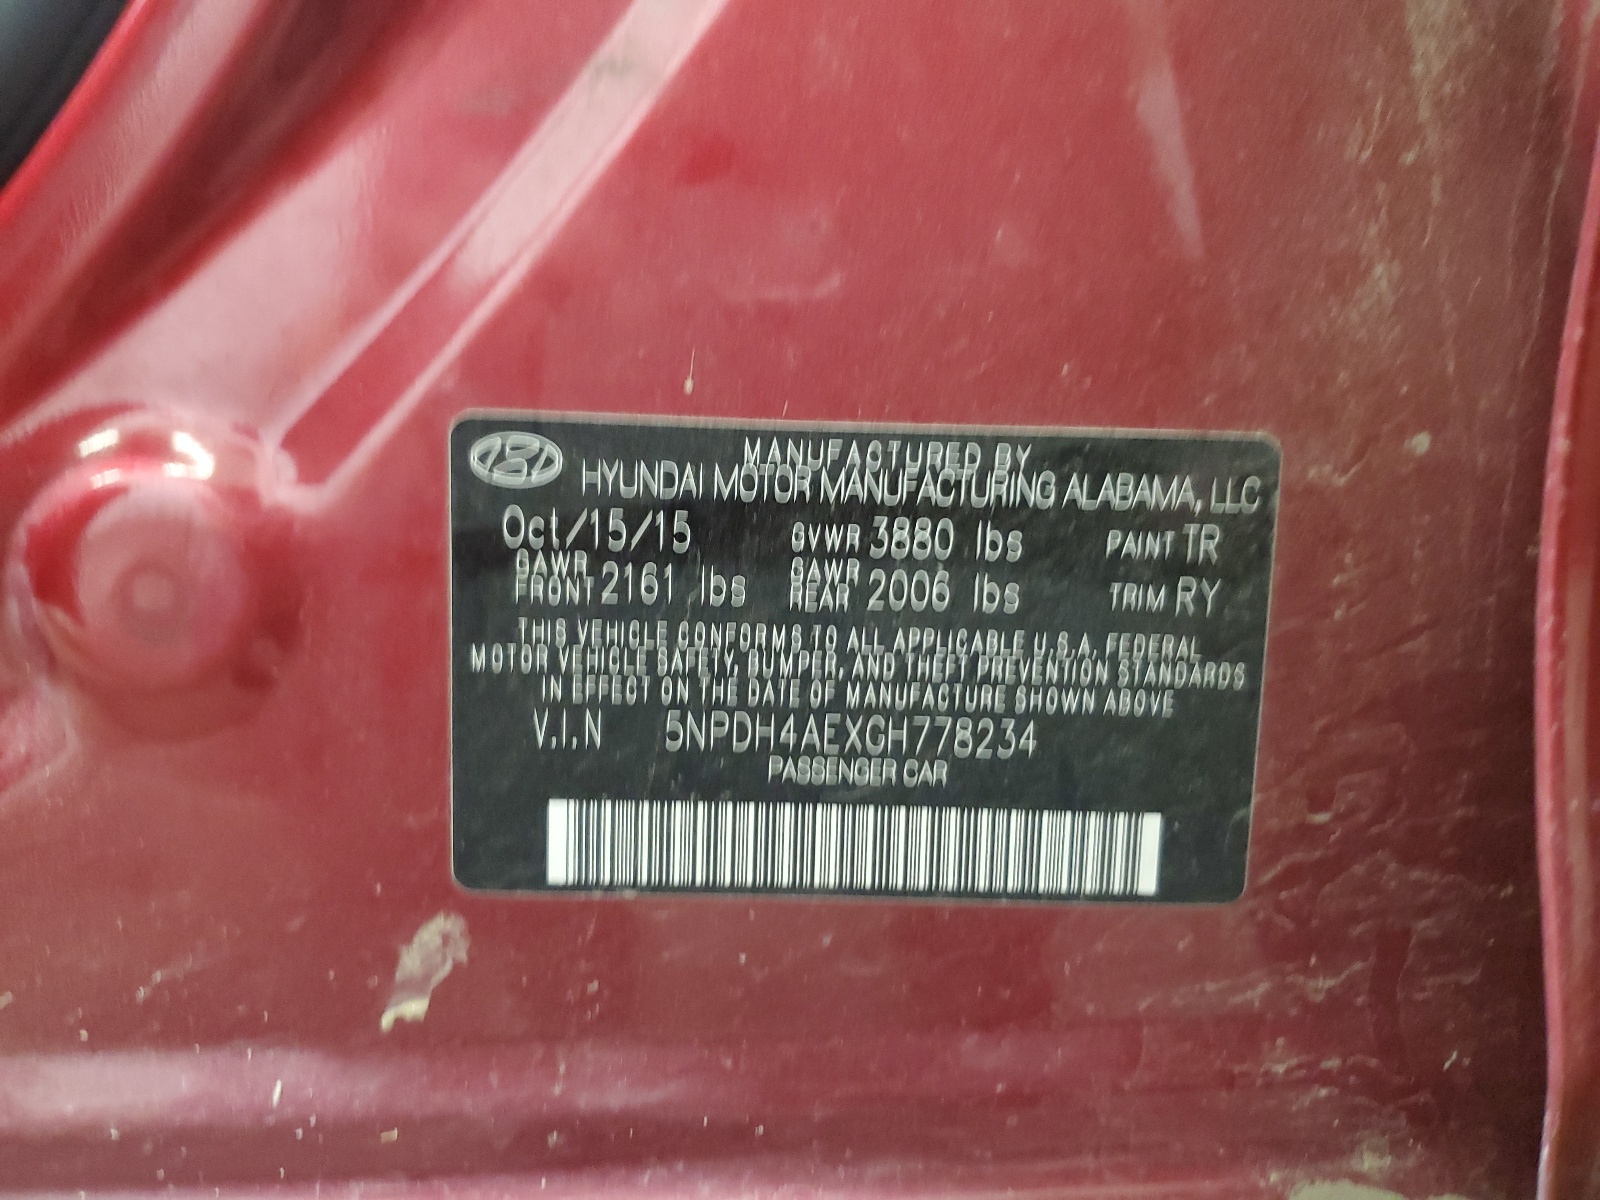 MANUFACTURED BY
HYUNDAI MOTOR MANUFACTURING ALABAMA, LLC
Oct/15/15 GVWR 3880 lbs PAINT TR
GAWR FRONT 2161 lbs GAWR REAR 2006 lbs TRIM RY
THIS VEHICLE CONFORMS TO ALL APPLICABLE U.S.A. FEDERAL
MOTOR VEHICLE SAFETY, BUMPER, AND THEFT PREVENTION STANDARDS
IN EFFECT ON THE DATE OF MANUFACTURE SHOWN ABOVE
V.I.N 5NPDH4AEXGH778234
PASSENGER CAR